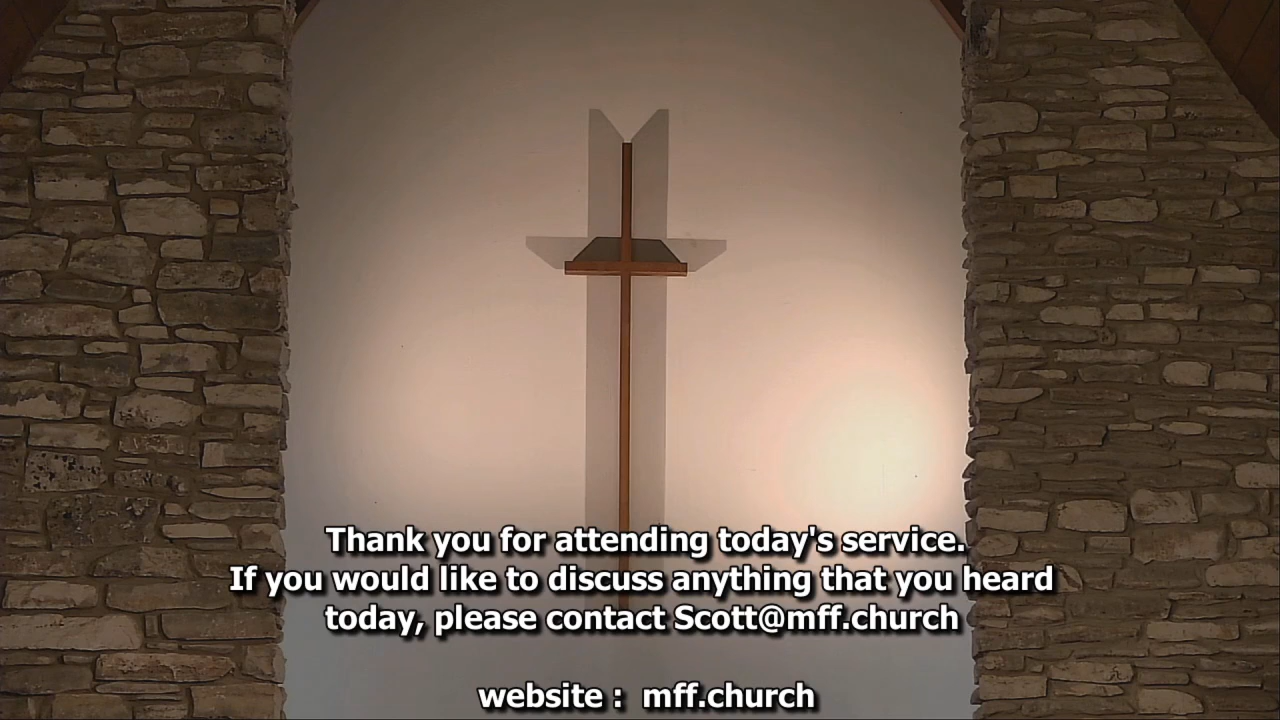 Thank you for attending today's service.
If you would like to discuss anything that you heard
today, please contact Scott@mff.church
website :  mff.church